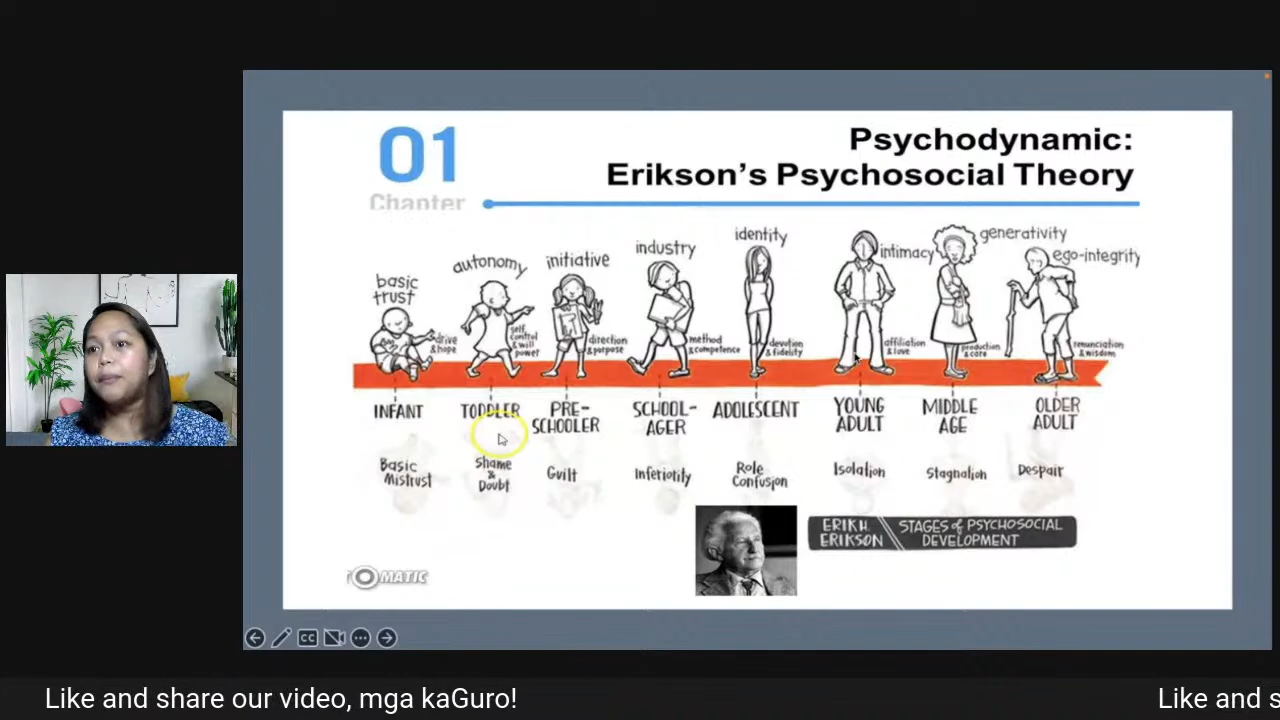 01
Chapter
Psychodynamic:
Erikson's Psychosocial Theory
basic
trust
autonomy
initiative
industry
identity
intimacy
generativity
ego-integrity
drive
& hope
self
control
& will
power
direction
& purpose
method
& competence
devotion
& fidelity
affiliation
& love
production
& care
renunciation
& wisdom
INFANT
TODDLER
PRE-
SCHOOLER
SCHOOL-
AGER
ADOLESCENT
YOUNG
ADULT
MIDDLE
AGE
OLDER
ADULT
Basic
Mistrust
Shame
&
Doubt
Guilt
Inferiotity
Role
Confusion
Isolation
Stagnation
Despair
ERIK H.
ERIKSON
STAGES of PSYCHOSOCIAL
DEVELOPMENT
MATIC
CC
Like and share our video, mga kaGuro!
Like and s